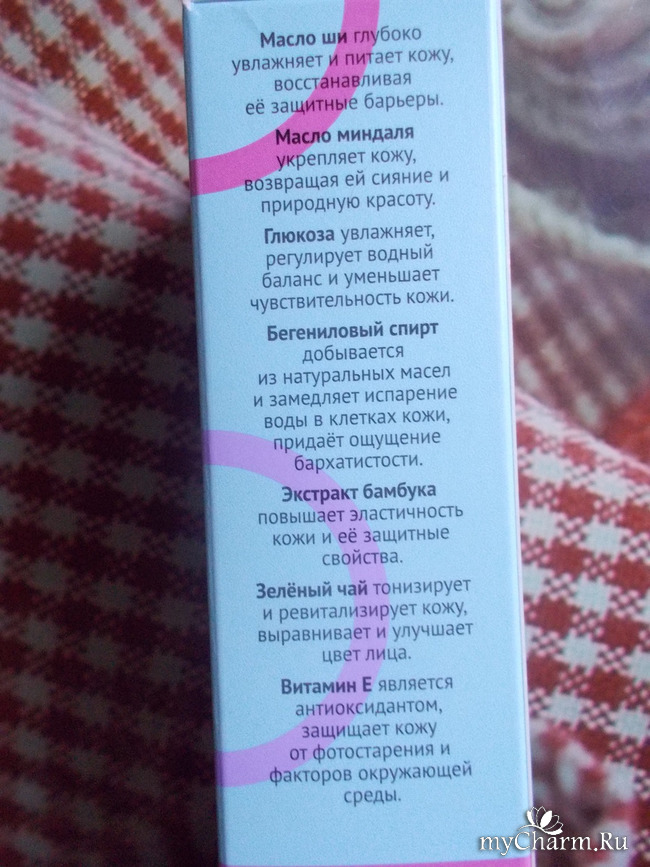 Масло ши глубоко
увлажняет и питает кожу,
восстанавливая
её защитные барьеры.
Масло миндаля
укрепляет кожу,
возвращая ей сияние и
природную красоту.
Глюкоза увлажняет,
регулирует водный
баланс и уменьшает
чувствительность кожи.
Бегениловый спирт
добывается
из натуральных масел
и замедляет испарение
воды в клетках кожи,
придаёт ощущение
бархатистости.
Экстракт бамбука
повышает эластичность
кожи и её защитные
свойства.
Зелёный чай тонизирует
и ревитализирует кожу,
выравнивает и улучшает
цвет лица.
Витамин Е является
антиоксидантом,
защищает кожу
от фотостарения и
факторов окружающей
среды.
myCharm.Ru